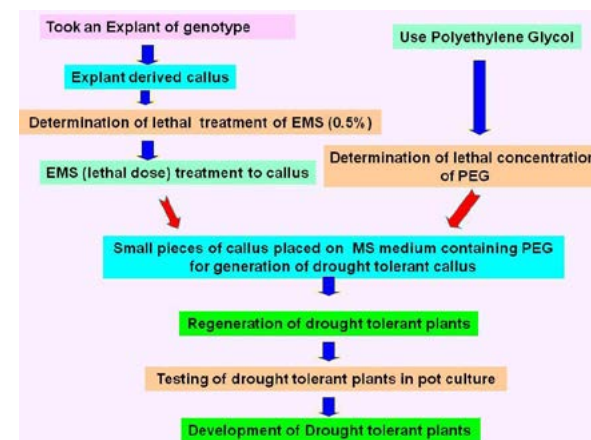 Took an Explant of genotype
Use Polyethylene Glycol
Explant derived callus
Determination of lethal treatment of EMS (0.5%)
EMS (lethal dose) treatment to callus
Determination of lethal concentration
of PEG
Small pieces of callus placed on MS medium containing PEG
for generation of drought tolerant callus
Regeneration of drought tolerant plants
Testing of drought tolerant plants in pot culture
Development of Drought tolerant plants